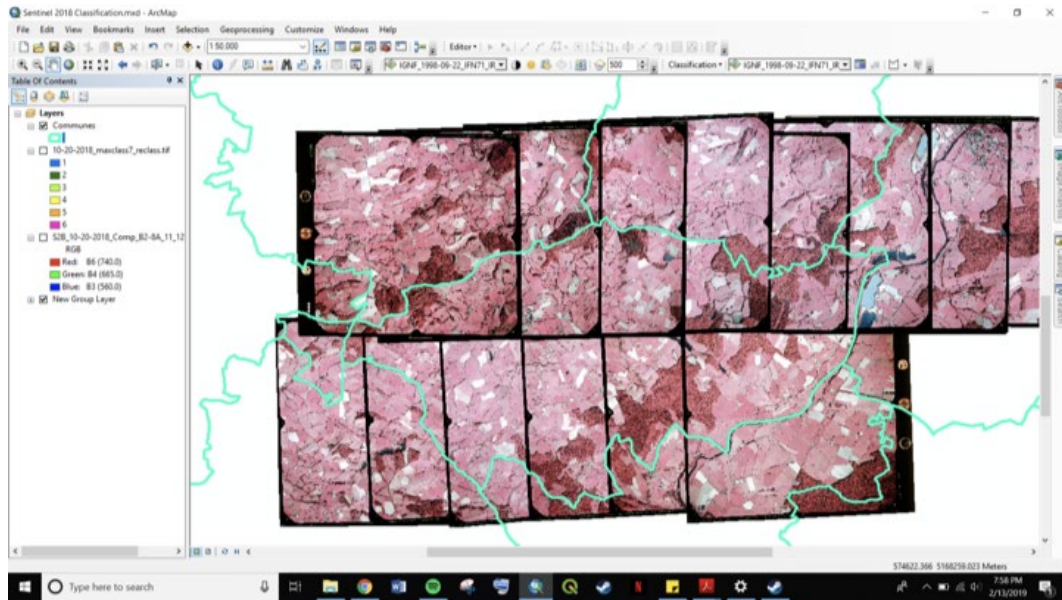 Sentinel 2018 Classification.mxd - ArcMap
File Edit View Bookmarks Insert Selection Geoprocessing Customize Windows Help
1:50,000
Editor
500
Classification
IGNF_1998-09-22_IFN71_IR
IGNF_1998-09-22_IFN71_IR
Table Of Contents
Layers
Communes
10-20-2018_maxclass7_reclass.tif
1
2
3
4
5
6
S2B_10-20-2018_Comp_B2-8A_11_12
RGB
Red: B6 (740.0)
Green: B4 (665.0)
Blue: B3 (560.0)
New Group Layer
574622.366 5168259.023 Meters
Type here to search
7:58 PM
2/13/2019